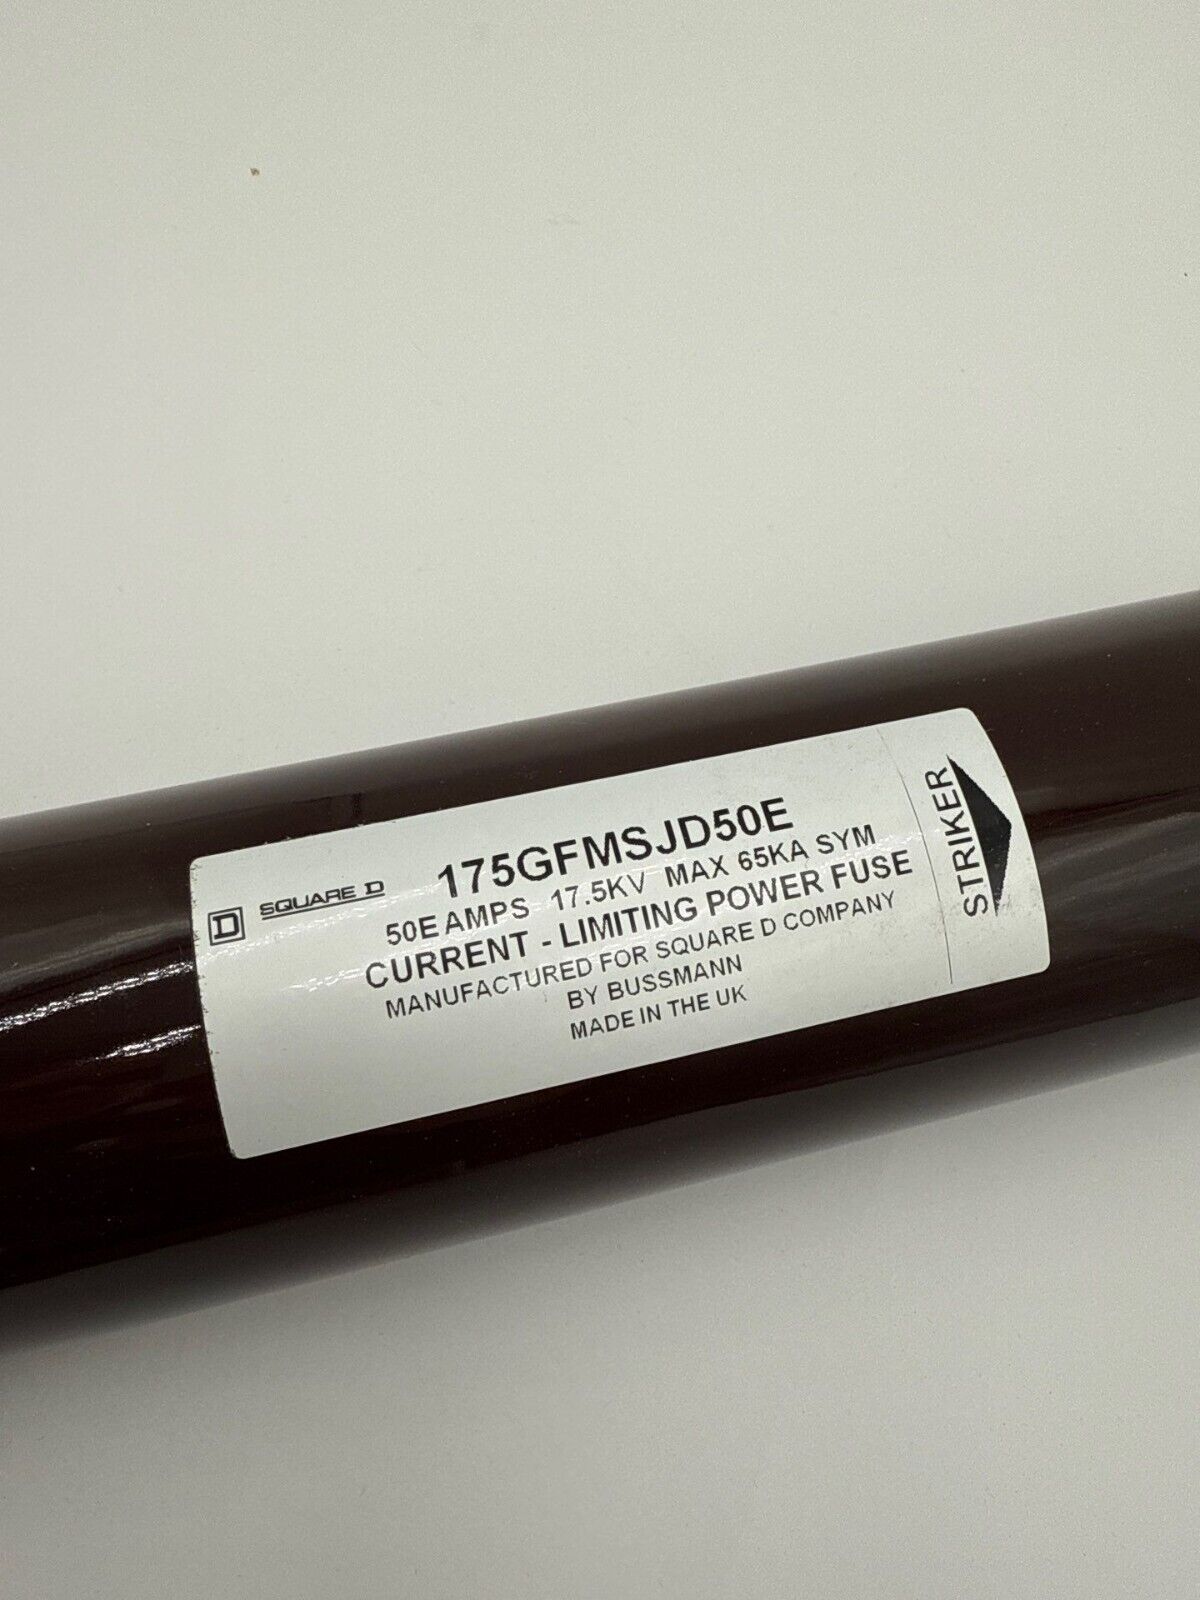 D SQUARE D
175GFMSJD50E
50E AMPS 17.5KV MAX 65KA SYM
CURRENT - LIMITING POWER FUSE
MANUFACTURED FOR SQUARE D COMPANY
BY BUSSMANN
MADE IN THE UK
STRIKER